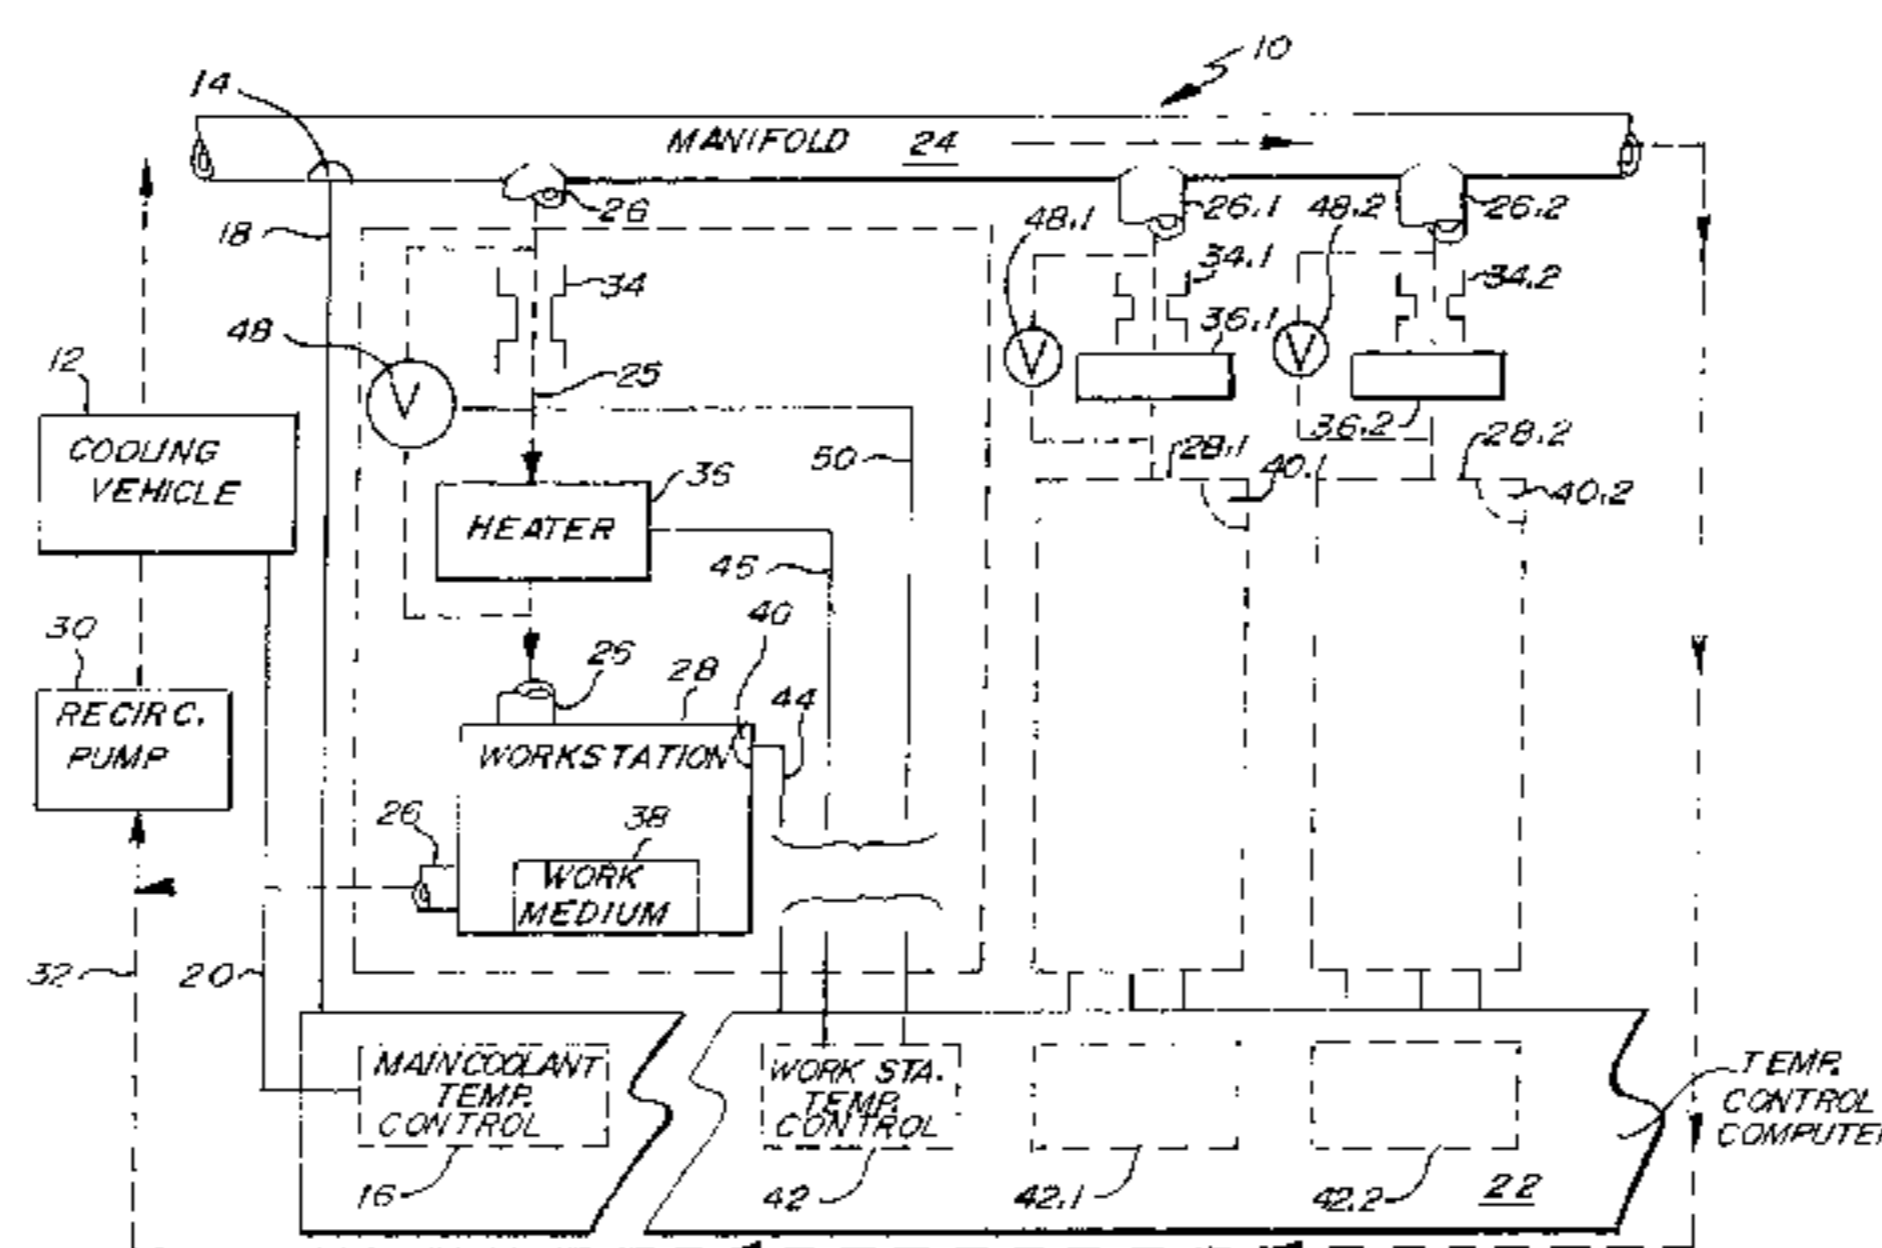 10
14
MANIFOLD 24
26
26.1
48.2
26.2
48.1
18
34
34.1
34.2
48
36.1
12
25
COOLING
VEHICLE
36.2
28.1
28.2
50
36
40.1
40.2
HEATER
45
40
30
26
28
44
RECIRC.
PUMP
WORKSTATION
26
38
WORK
MEDIUM
32
20
MAIN COOLANT
TEMP.
CONTROL
WORK STA.
TEMP.
CONTROL
TEMP.
CONTROL
COMPUTER
16
42
42.1
42.2
22
V
V
V